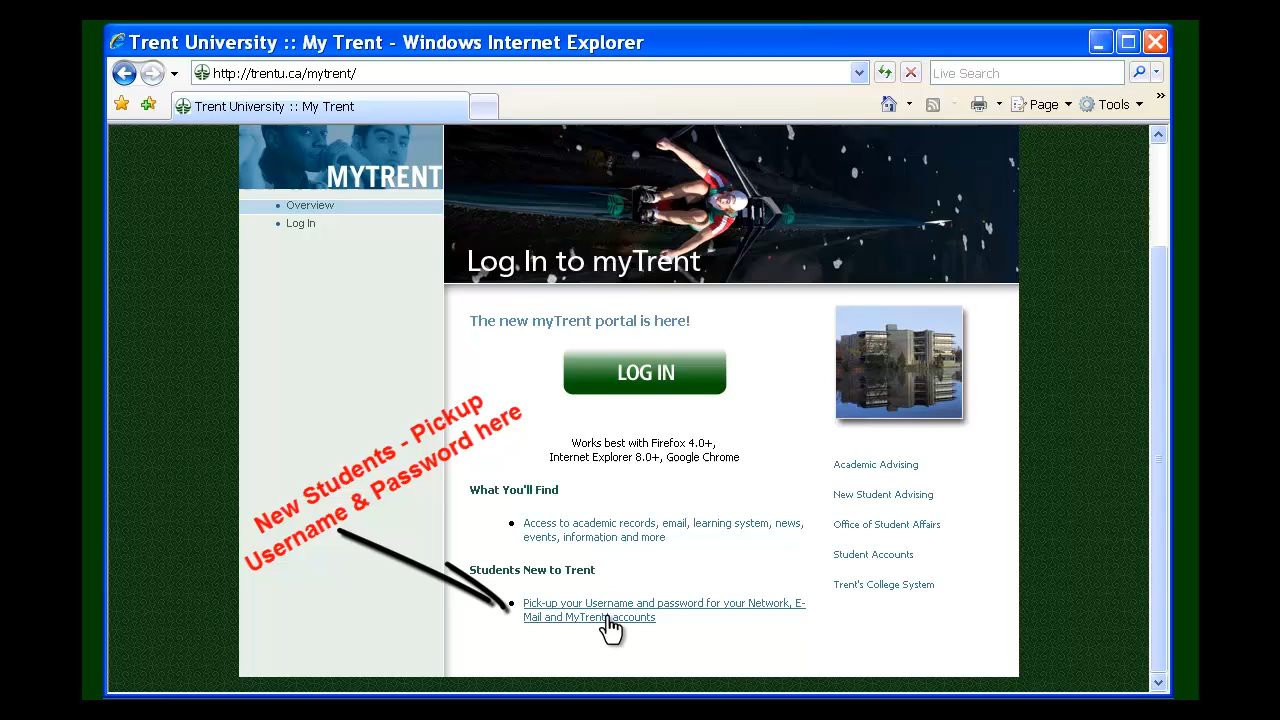 Trent University :: My Trent - Windows Internet Explorer
http://trentu.ca/mytrent/
Live Search
Trent University :: My Trent
Page
Tools
MYTRENT
Overview
Log In
Log In to myTrent
The new myTrent portal is here!
LOG IN
Works best with Firefox 4.0+,
Internet Explorer 8.0+, Google Chrome
What You'll Find
Access to academic records, email, learning system, news,
events, information and more
Students New to Trent
Pick-up your Username and password for your Network, E-
Mail and MyTrent accounts
New Students - Pickup
Username & Password here
Academic Advising
New Student Advising
Office of Student Affairs
Student Accounts
Trent's College System